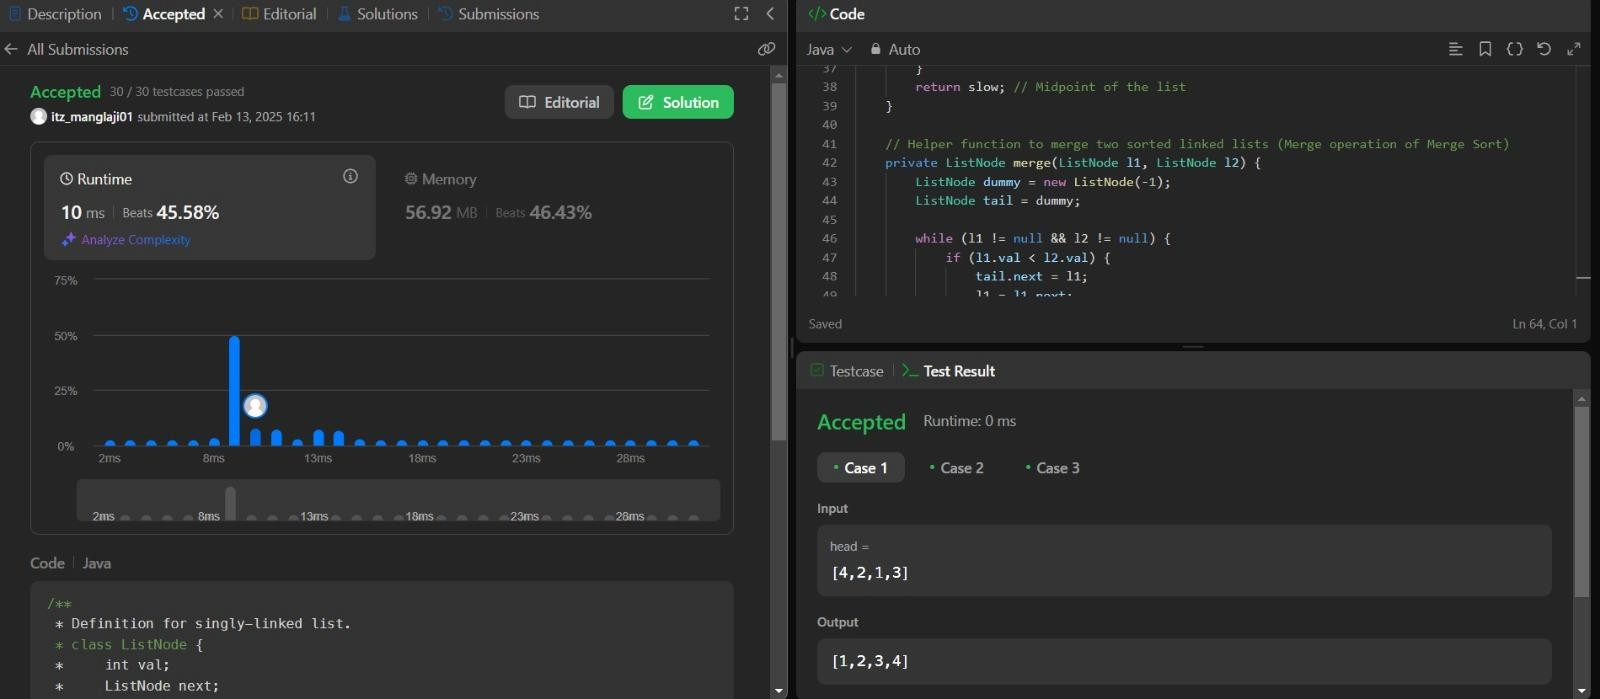 Description
Accepted
Editorial
Solutions
Submissions
All Submissions
Accepted 30 / 30 testcases passed
itz_manglaji01 submitted at Feb 13, 2025 16:11
Editorial
Solution
Runtime
10 ms Beats 45.58%
Analyze Complexity
Memory
56.92 MB Beats 46.43%
75%
50%
25%
0%
2ms 8ms 13ms 18ms 23ms 28ms
2ms 8ms 13ms 18ms 23ms 28ms
Code Java
/**
* Definition for singly-linked list.
* class ListNode {
* int val;
* ListNode next;
</> Code
Java Auto
37 }
38 return slow; // Midpoint of the list
39 }
40
41 // Helper function to merge two sorted linked lists (Merge operation of Merge Sort)
42 private ListNode merge(ListNode l1, ListNode l2) {
43 ListNode dummy = new ListNode(-1);
44 ListNode tail = dummy;
45
46 while (l1 != null && l2 != null) {
47 if (l1.val < l2.val) {
48 tail.next = l1;
49 l1 = l1.next;
Saved
Ln 64, Col 1
Testcase
Test Result
Accepted Runtime: 0 ms
Case 1
Case 2
Case 3
Input
head =
[4,2,1,3]
Output
[1,2,3,4]